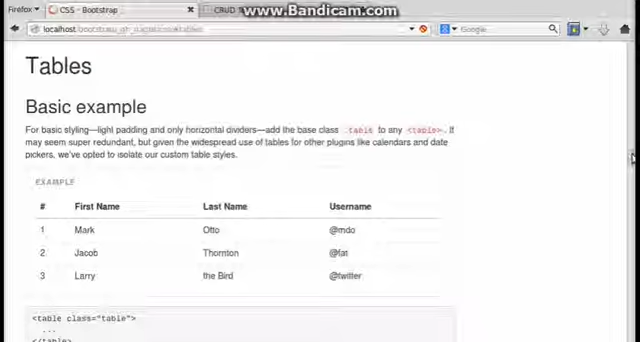 Firefox
CSS · Bootstrap
CRUD
www.Bandicam.com
localhost/
Google
Tables
Basic example
For basic styling—light padding and only horizontal dividers—add the base class .table to any <table>. It
may seem super redundant, but given the widespread use of tables for other plugins like calendars and date
pickers, we've opted to isolate our custom table styles.
EXAMPLE
# First Name Last Name Username
1 Mark Otto @mdo
2 Jacob Thornton @fat
3 Larry the Bird @twitter
<table class="table">
...
</table>